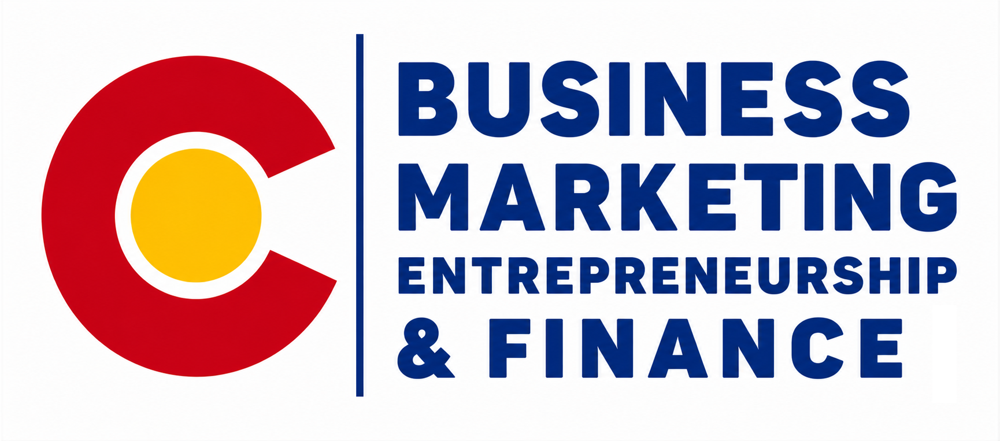 BUSINESS
MARKETING
ENTREPRENEURSHIP
& FINANCE